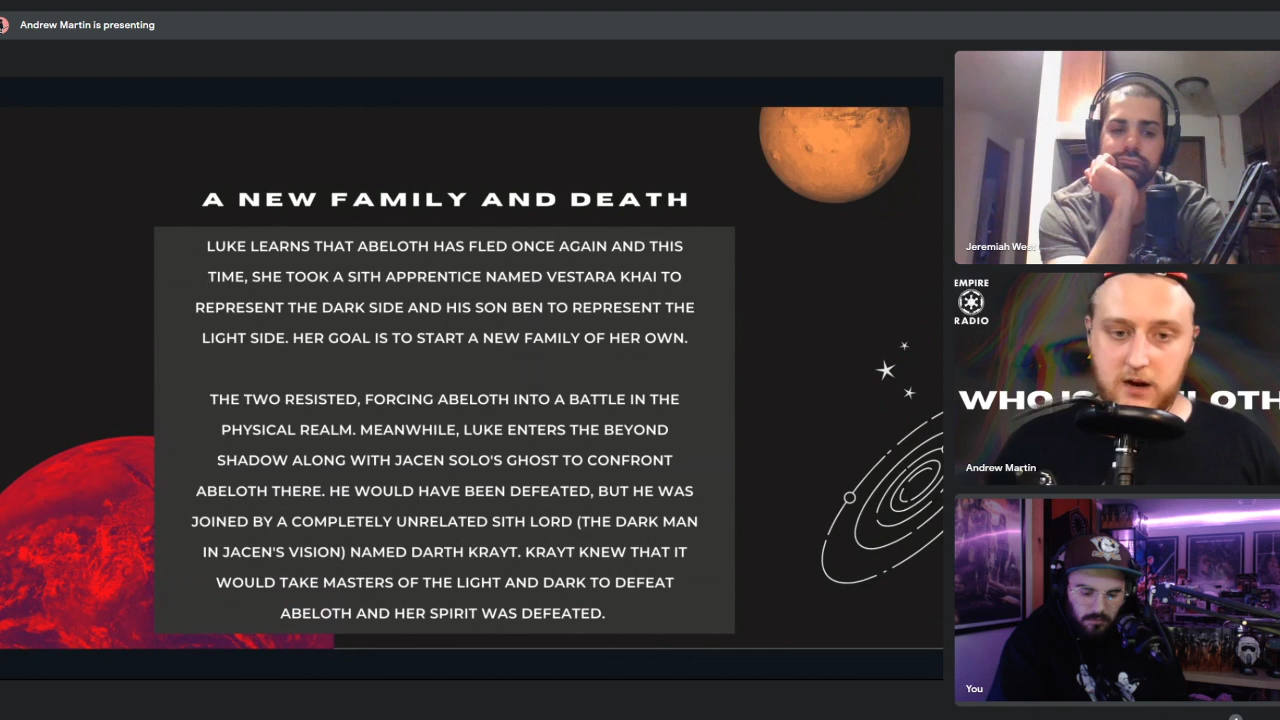 Andrew Martin is presenting
A NEW FAMILY AND DEATH
LUKE LEARNS THAT ABELOTH HAS FLED ONCE AGAIN AND THIS
TIME, SHE TOOK A SITH APPRENTICE NAMED VESTARA KHAI TO
REPRESENT THE DARK SIDE AND HIS SON BEN TO REPRESENT THE
LIGHT SIDE. HER GOAL IS TO START A NEW FAMILY OF HER OWN.
THE TWO RESISTED, FORCING ABELOTH INTO A BATTLE IN THE
PHYSICAL REALM. MEANWHILE, LUKE ENTERS THE BEYOND
SHADOW ALONG WITH JACEN SOLO'S GHOST TO CONFRONT
ABELOTH THERE. HE WOULD HAVE BEEN DEFEATED, BUT HE WAS
JOINED BY A COMPLETELY UNRELATED SITH LORD (THE DARK MAN
IN JACEN'S VISION) NAMED DARTH KRAYT. KRAYT KNEW THAT IT
WOULD TAKE MASTERS OF THE LIGHT AND DARK TO DEFEAT
ABELOTH AND HER SPIRIT WAS DEFEATED.
Jeremiah West
EMPIRE
RADIO
WHO
Andrew Martin
You